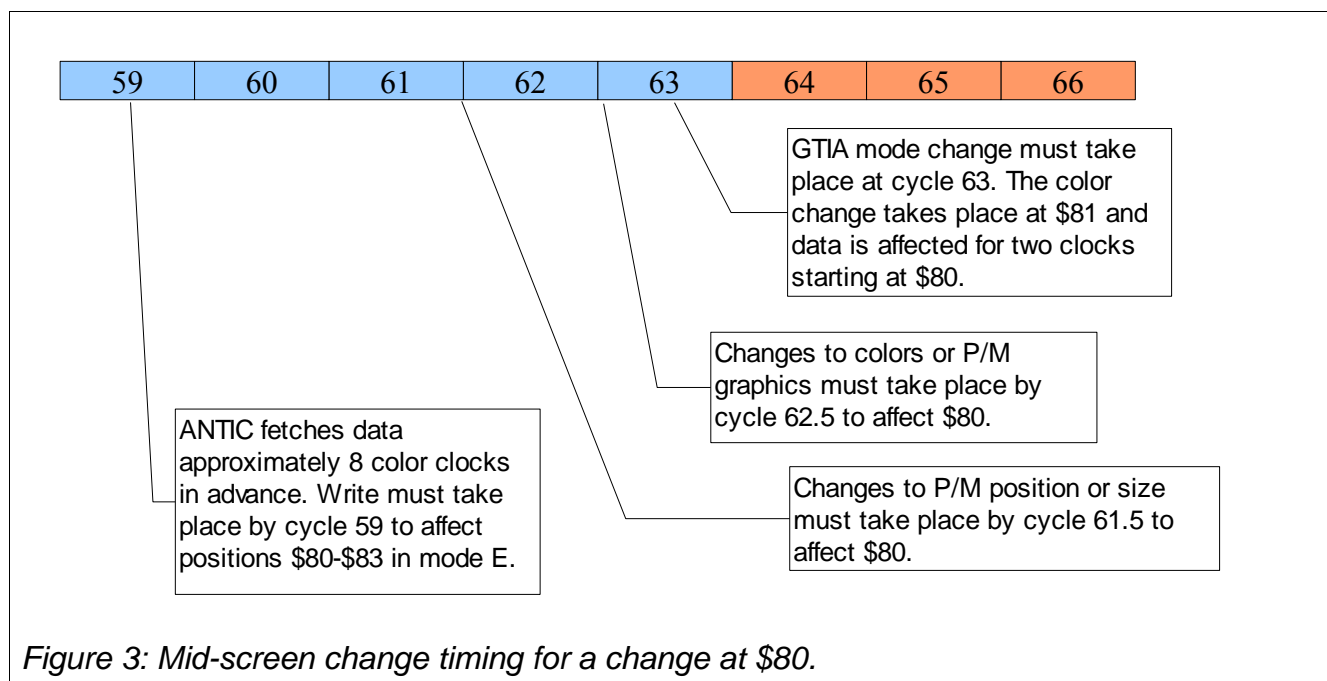 59 60 61 62 63 64 65 66
GTIA mode change must take
place at cycle 63. The color
change takes place at $81 and
data is affected for two clocks
starting at $80.
Changes to colors or P/M
graphics must take place by
cycle 62.5 to affect $80.
ANTIC fetches data
approximately 8 color clocks
in advance. Write must take
place by cycle 59 to affect
positions $80-$83 in mode E.
Changes to P/M position or size
must take place by cycle 61.5 to
affect $80.
Figure 3: Mid-screen change timing for a change at $80.